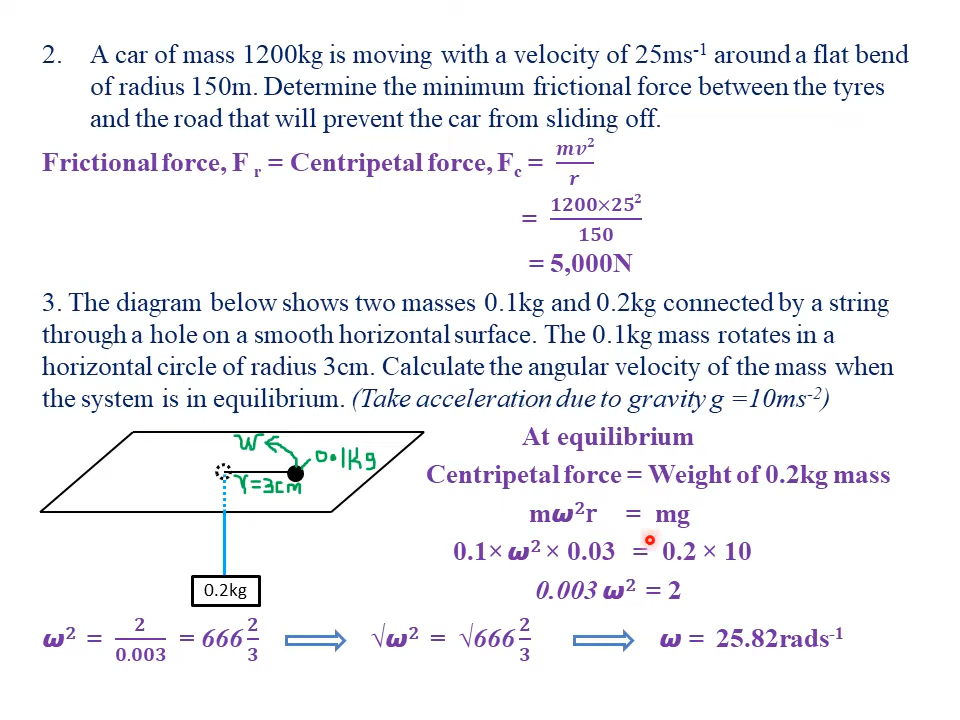 2. A car of mass 1200kg is moving with a velocity of 25ms⁻¹ around a flat bend
of radius 150m. Determine the minimum frictional force between the tyres
and the road that will prevent the car from sliding off.
Frictional force, F r = Centripetal force, Fc = mv²/r
= 1200×25²/150
= 5,000N
3. The diagram below shows two masses 0.1kg and 0.2kg connected by a string
through a hole on a smooth horizontal surface. The 0.1kg mass rotates in a
horizontal circle of radius 3cm. Calculate the angular velocity of the mass when
the system is in equilibrium. (Take acceleration due to gravity g =10ms⁻²)
At equilibrium
Centripetal force = Weight of 0.2kg mass
mω²r = mg
0.1× ω² × 0.03 = 0.2 × 10
0.003 ω² = 2
W
0.1kg
r=3cm
0.2kg
ω² = 2/0.003 = 666 2/3 ⇒ √ω² = √666 2/3 ⇒ ω = 25.82rads⁻¹